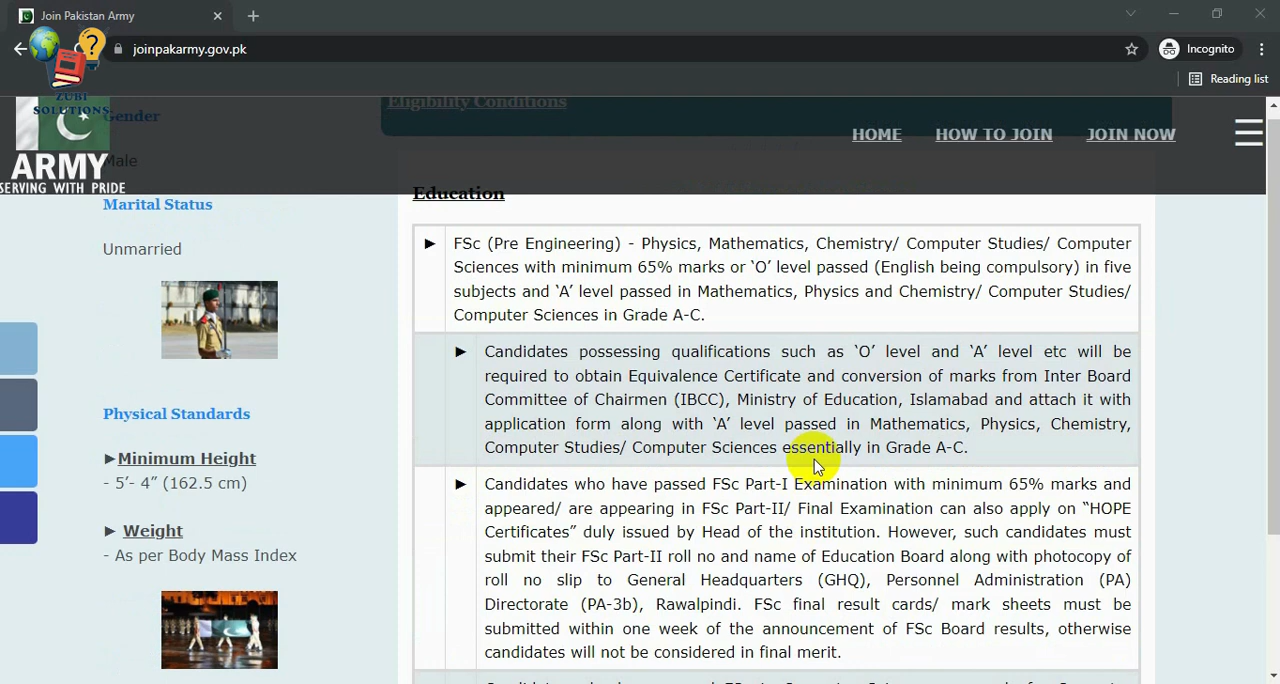 Join Pakistan Army
joinpakarmy.gov.pk
Incognito
Reading list
ZUBI
SOLUTIONS
ARMY
SERVING WITH PRIDE
HOME
HOW TO JOIN
JOIN NOW
Gender
Male
Marital Status
Unmarried
Physical Standards
►Minimum Height
- 5’- 4” (162.5 cm)
► Weight
- As per Body Mass Index
Eligibility Conditions
Education
► FSc (Pre Engineering) - Physics, Mathematics, Chemistry/ Computer Studies/ Computer
Sciences with minimum 65% marks or ‘O’ level passed (English being compulsory) in five
subjects and ‘A’ level passed in Mathematics, Physics and Chemistry/ Computer Studies/
Computer Sciences in Grade A-C.
► Candidates possessing qualifications such as ‘O’ level and ‘A’ level etc will be
required to obtain Equivalence Certificate and conversion of marks from Inter Board
Committee of Chairmen (IBCC), Ministry of Education, Islamabad and attach it with
application form along with ‘A’ level passed in Mathematics, Physics, Chemistry,
Computer Studies/ Computer Sciences essentially in Grade A-C.
► Candidates who have passed FSc Part-I Examination with minimum 65% marks and
appeared/ are appearing in FSc Part-II/ Final Examination can also apply on “HOPE
Certificates” duly issued by Head of the institution. However, such candidates must
submit their FSc Part-II roll no and name of Education Board along with photocopy of
roll no slip to General Headquarters (GHQ), Personnel Administration (PA)
Directorate (PA-3b), Rawalpindi. FSc final result cards/ mark sheets must be
submitted within one week of the announcement of FSc Board results, otherwise
candidates will not be considered in final merit.